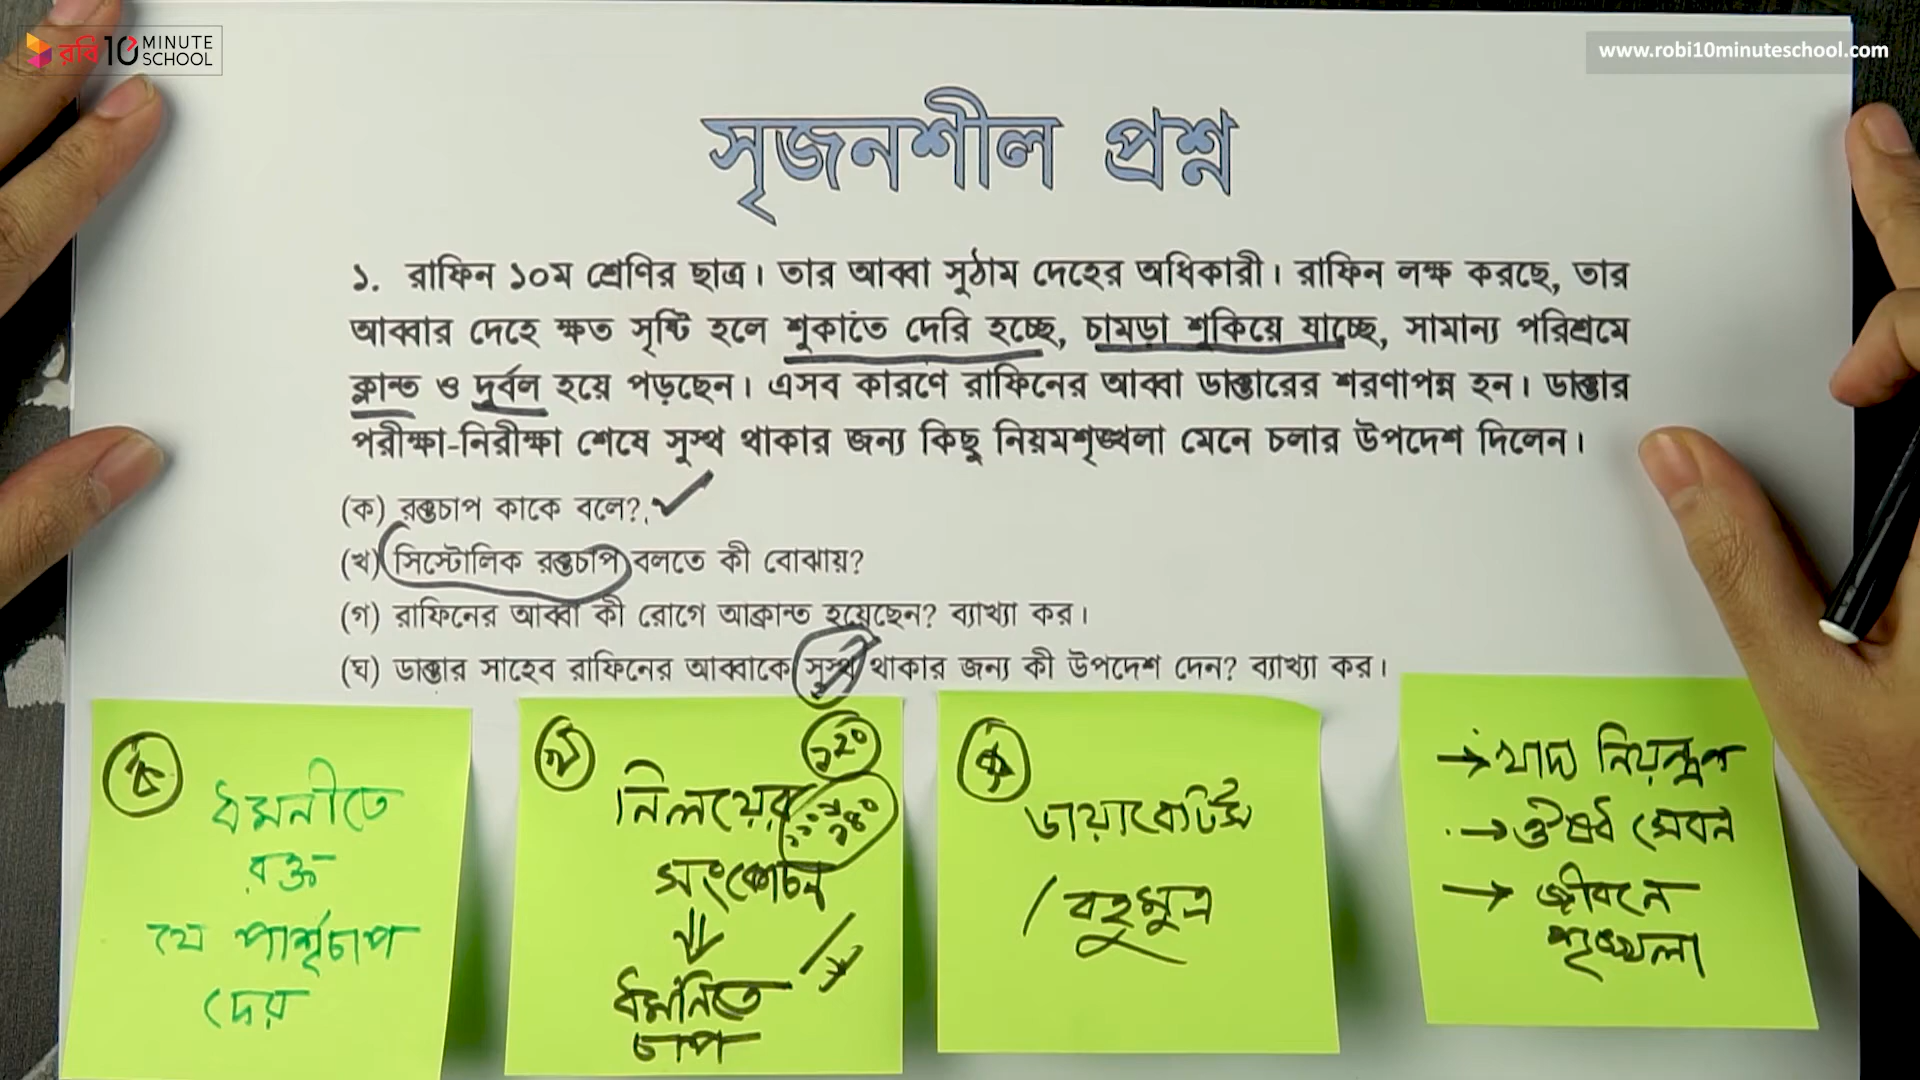 রবি 10 MINUTE SCHOOL
www.robi10minuteschool.com
সৃজনশীল প্রশ্ন
১. রাফিন ১০ম শ্রেণির ছাত্র। তার আব্বা সুঠাম দেহের অধিকারী। রাফিন লক্ষ করছে, তার
আব্বার দেহে ক্ষত সৃষ্টি হলে শুকাতে দেরি হচ্ছে, চামড়া শুকিয়ে যাচ্ছে, সামান্য পরিশ্রমে
ক্লান্ত ও দুর্বল হয়ে পড়ছেন। এসব কারণে রাফিনের আব্বা ডাক্তারের শরণাপন্ন হন। ডাক্তার
পরীক্ষা-নিরীক্ষা শেষে সুস্থ থাকার জন্য কিছু নিয়মশৃঙ্খলা মেনে চলার উপদেশ দিলেন।
(ক) রক্তচাপ কাকে বলে?
(খ) সিস্টোলিক রক্তচাপ বলতে কী বোঝায়?
(গ) রাফিনের আব্বা কী রোগে আক্রান্ত হয়েছেন? ব্যাখ্যা কর।
(ঘ) ডাক্তার সাহেব রাফিনের আব্বাকে সুস্থ থাকার জন্য কী উপদেশ দেন? ব্যাখ্যা কর।
ক
ধমনীতে
রক্ত
যে পার্শ্বচাপ
দেয়
খ
১২০
নিলয়ের
সংকোচন
ধমনিতে
চাপ
ডায়াবেটিস
/ বহুমূত্র
→ খাদ্য নিয়ন্ত্রণ
→ ঔষধ সেবন
→ জীবনে
শৃঙ্খলা